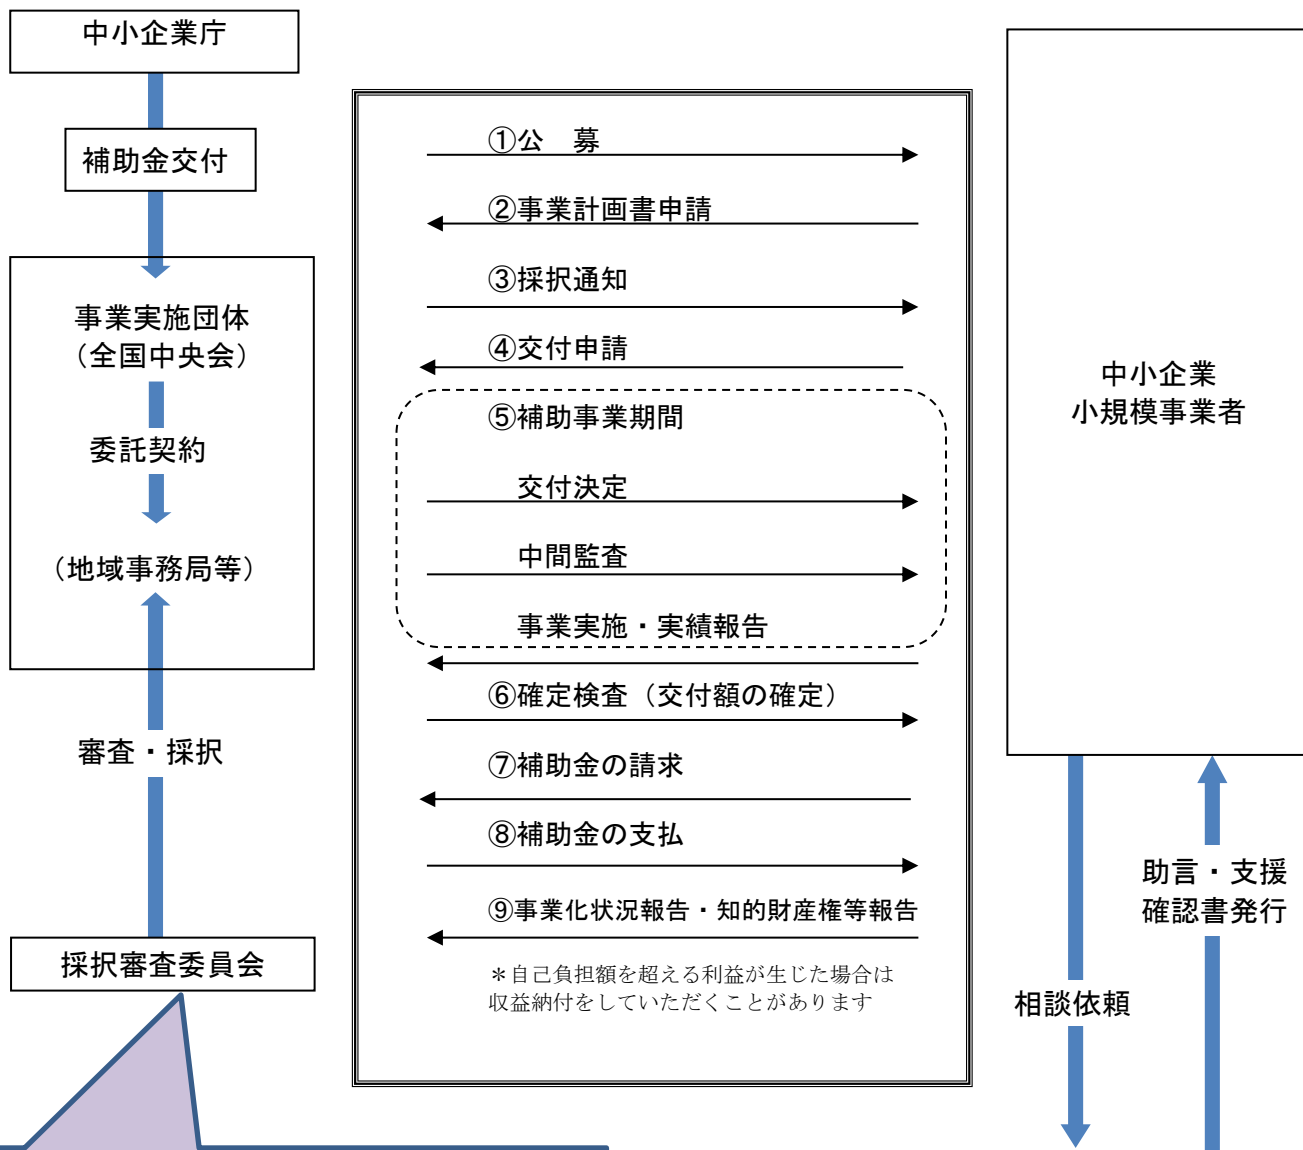 中小企業庁
補助金交付
事業実施団体
（全国中央会）
委託契約
（地域事務局等）
審査・採択
採択審査委員会
①公　募
②事業計画書申請
③採択通知
④交付申請
⑤補助事業期間
交付決定
中間監査
事業実施・実績報告
⑥確定検査（交付額の確定）
⑦補助金の請求
⑧補助金の支払
⑨事業化状況報告・知的財産権等報告
＊自己負担額を超える利益が生じた場合は
収益納付をしていただくことがあります
中小企業
小規模事業者
助言・支援
確認書発行
相談依頼